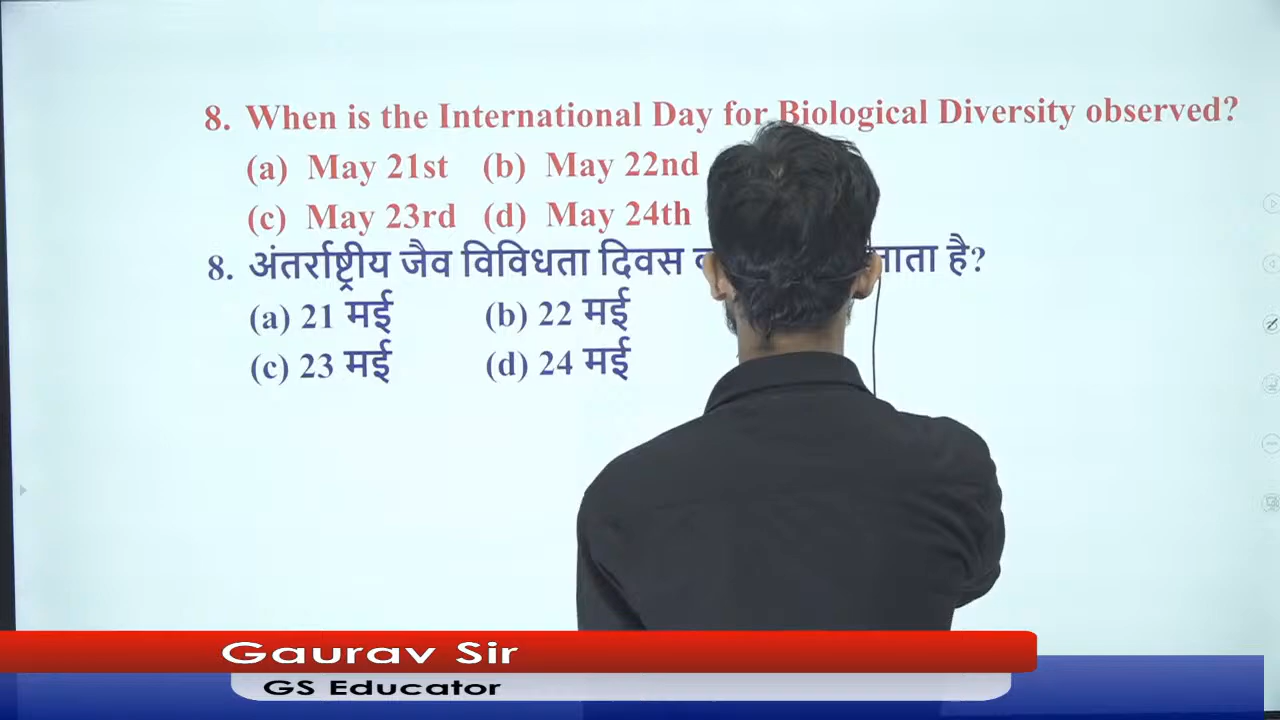 8. When is the International Day for Biological Diversity observed?
(a) May 21st (b) May 22nd
(c) May 23rd (d) May 24th
8. अंतर्राष्ट्रीय जैव विविधता दिवस है?
(a) 21 मई (b) 22 मई
(c) 23 मई (d) 24 मई
Gaurav Sir
GS Educator